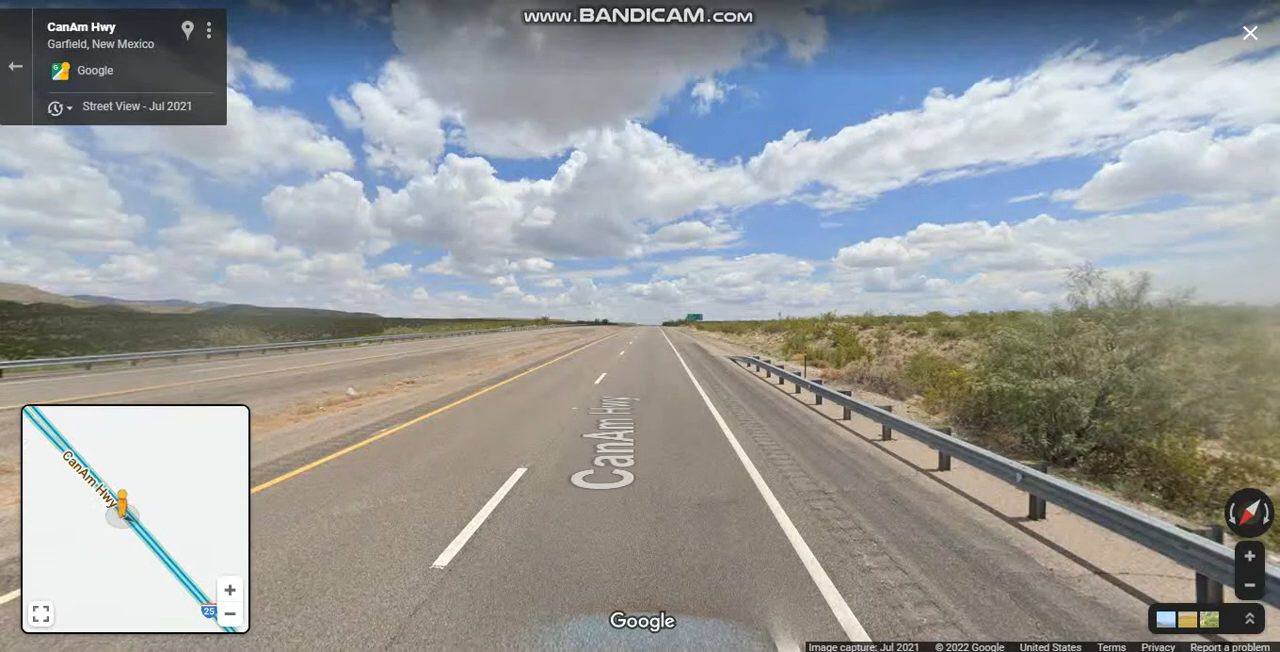 www.BANDICAM.com
CanAm Hwy
Garfield, New Mexico
Google
Street View - Jul 2021
CanAm Hwy
CanAm Hwy
25
Google
Image capture: Jul 2021 © 2022 Google United States Terms Privacy Report a problem